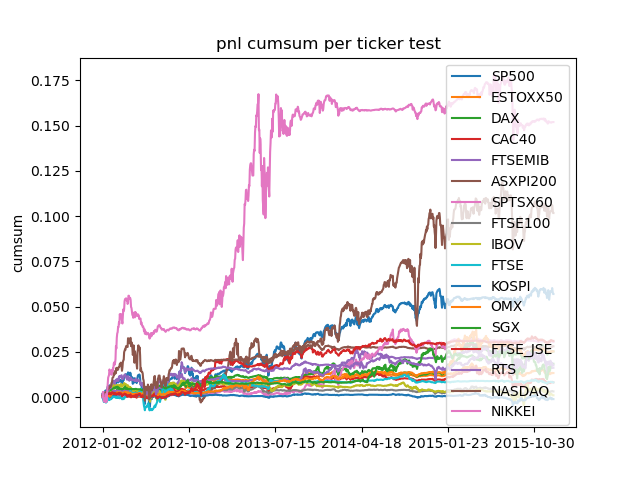 pnl cumsum per ticker test
cumsum
0.175
0.150
0.125
0.100
0.075
0.050
0.025
0.000
2012-01-02 2012-10-08 2013-07-15 2014-04-18 2015-01-23 2015-10-30
SP500
ESTOXX50
DAX
CAC40
FTSEMIB
ASXPI200
SPTSX60
FTSE100
IBOV
FTSE
KOSPI
OMX
SGX
FTSE_JSE
RTS
NASDAQ
NIKKEI